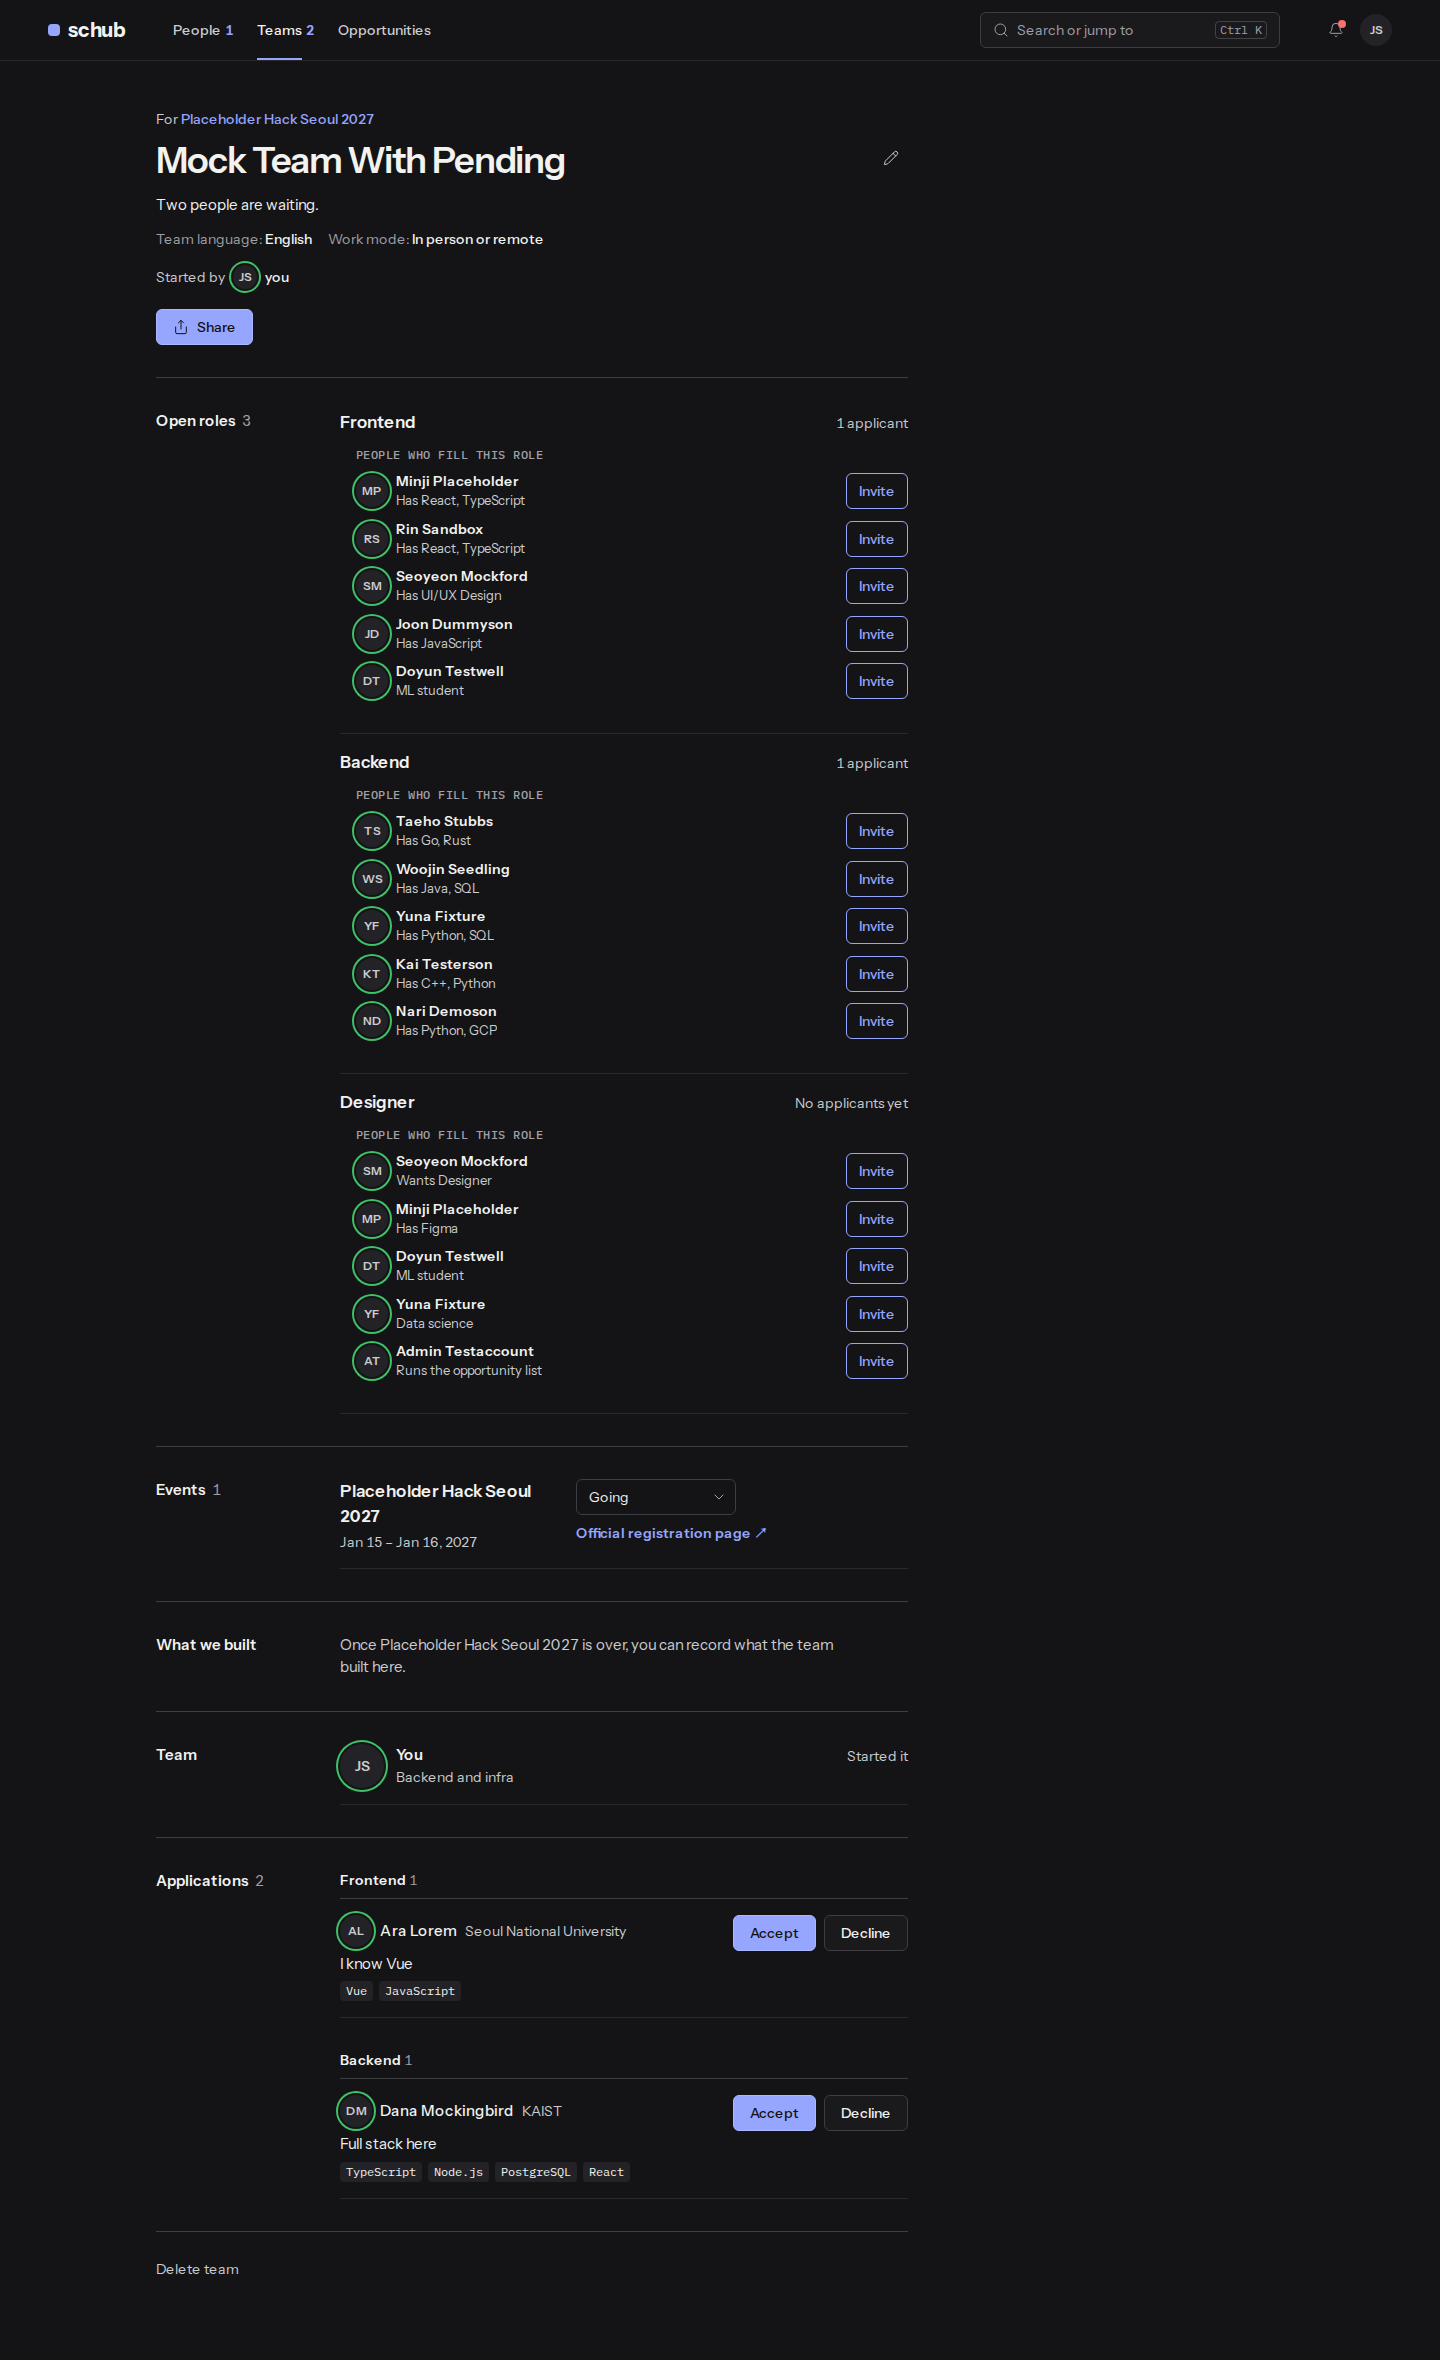 schub
People 1
Teams 2
Opportunities
Search or jump to
Ctrl K
JS
For Placeholder Hack Seoul 2027
Mock Team With Pending
Two people are waiting.
Team language: English Work mode: In person or remote
Started by JS you
Share
Open roles 3
Frontend
1 applicant
PEOPLE WHO FILL THIS ROLE
MP
Minji Placeholder
Has React, TypeScript
Invite
RS
Rin Sandbox
Has React, TypeScript
Invite
SM
Seoyeon Mockford
Has UI/UX Design
Invite
JD
Joon Dummyson
Has JavaScript
Invite
DT
Doyun Testwell
ML student
Invite
Backend
1 applicant
PEOPLE WHO FILL THIS ROLE
TS
Taeho Stubbs
Has Go, Rust
Invite
WS
Woojin Seedling
Has Java, SQL
Invite
YF
Yuna Fixture
Has Python, SQL
Invite
KT
Kai Testerson
Has C++, Python
Invite
ND
Nari Demoson
Has Python, GCP
Invite
Designer
No applicants yet
PEOPLE WHO FILL THIS ROLE
SM
Seoyeon Mockford
Wants Designer
Invite
MP
Minji Placeholder
Has Figma
Invite
DT
Doyun Testwell
ML student
Invite
YF
Yuna Fixture
Data science
Invite
AT
Admin Testaccount
Runs the opportunity list
Invite
Events 1
Placeholder Hack Seoul
2027
Jan 15 – Jan 16, 2027
Going
Official registration page ↗
What we built
Once Placeholder Hack Seoul 2027 is over, you can record what the team
built here.
Team
JS
You
Backend and infra
Started it
Applications 2
Frontend 1
AL
Ara Lorem Seoul National University
Accept
Decline
I know Vue
Vue JavaScript
Backend 1
DM
Dana Mockingbird KAIST
Accept
Decline
Full stack here
TypeScript Node.js PostgreSQL React
Delete team